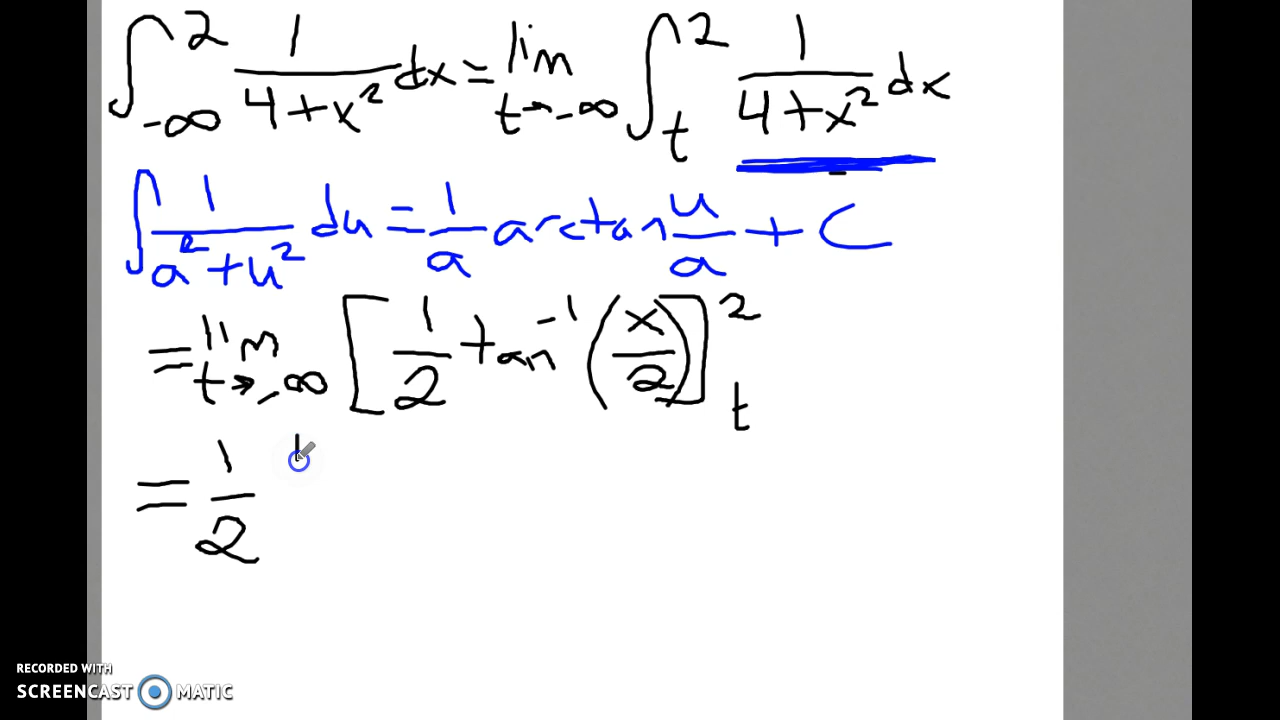 ∫_{-∞}^{2} 1/(4+x²) dx = lim_{t→-∞} ∫_{t}^{2} 1/(4+x²) dx
∫ 1/(a²+u²) du = 1/a arctan u/a + C
= lim_{t→-∞} [1/2 tan⁻¹(x/2)]_{t}^{2}
= 1/2
RECORDED WITH
SCREENCAST MATIC